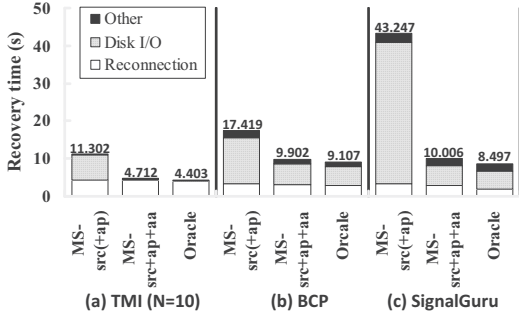 Recovery time (s)
50
40
30
20
10
0
Other
Disk I/O
Reconnection
11.302
4.712
4.403
17.419
9.902
9.107
43.247
10.006
8.497
MS-
src(+ap)
MS-
src+ap+aa
Oracle
MS-
src(+ap)
MS-
src+ap+aa
Orcale
MS-
src(+ap)
MS-
src+ap+aa
Oracle
(a) TMI (N=10)
(b) BCP
(c) SignalGuru